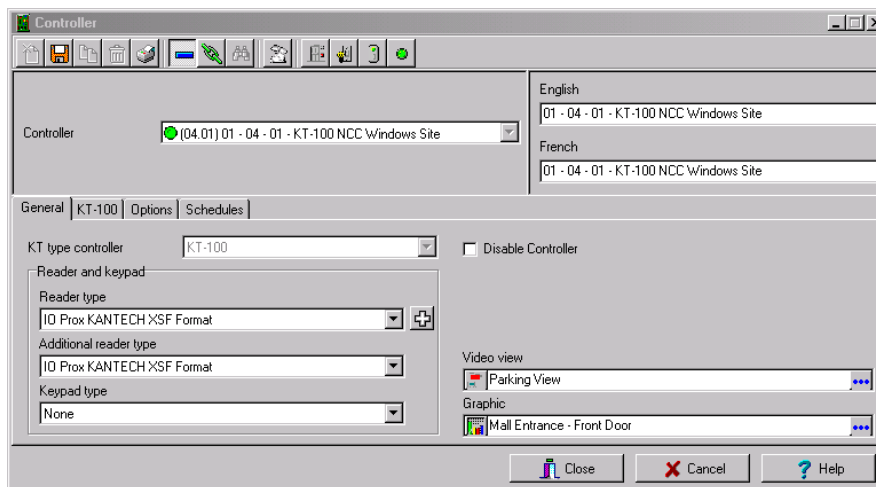 Controller
Controller
(04.01) 01 - 04 - 01 - KT-100 NCC Windows Site
English
01 - 04 - 01 - KT-100 NCC Windows Site
French
01 - 04 - 01 - KT-100 NCC Windows Site
General KT-100 Options Schedules
KT type controller KT-100
Disable Controller
Reader and keypad
Reader type
IO Prox KANTECH XSF Format
Additional reader type
IO Prox KANTECH XSF Format
Keypad type
None
Video view
Parking View
Graphic
Mall Entrance - Front Door
Close Cancel Help